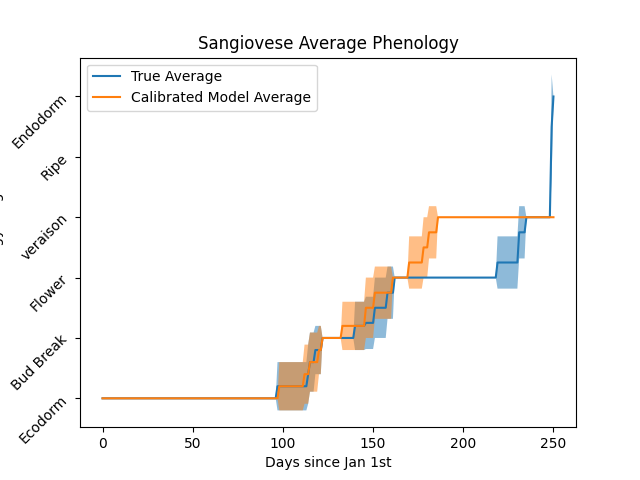 Sangiovese Average Phenology
True Average
Calibrated Model Average
Endodorm
Ripe
veraison
Flower
Bud Break
Ecodorm
0 50 100 150 200 250
Days since Jan 1st